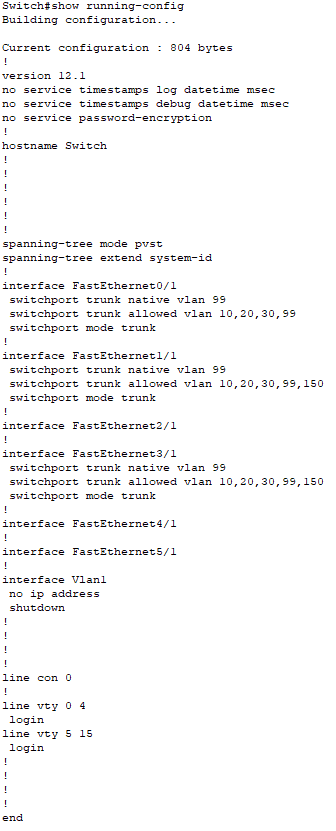 Switch#show running-config
Building configuration...
Current configuration : 804 bytes
!
version 12.1
no service timestamps log datetime msec
no service timestamps debug datetime msec
no service password-encryption
!
hostname Switch
!
!
!
!
!
!
spanning-tree mode pvst
spanning-tree extend system-id
!
interface FastEthernet0/1
 switchport trunk native vlan 99
 switchport trunk allowed vlan 10,20,30,99
 switchport mode trunk
!
interface FastEthernet1/1
 switchport trunk native vlan 99
 switchport trunk allowed vlan 10,20,30,99,150
 switchport mode trunk
!
interface FastEthernet2/1
!
interface FastEthernet3/1
 switchport trunk native vlan 99
 switchport trunk allowed vlan 10,20,30,99,150
 switchport mode trunk
!
interface FastEthernet4/1
!
interface FastEthernet5/1
!
interface Vlan1
 no ip address
 shutdown
!
!
!
!
line con 0
!
line vty 0 4
 login
line vty 5 15
 login
!
!
!
!
end